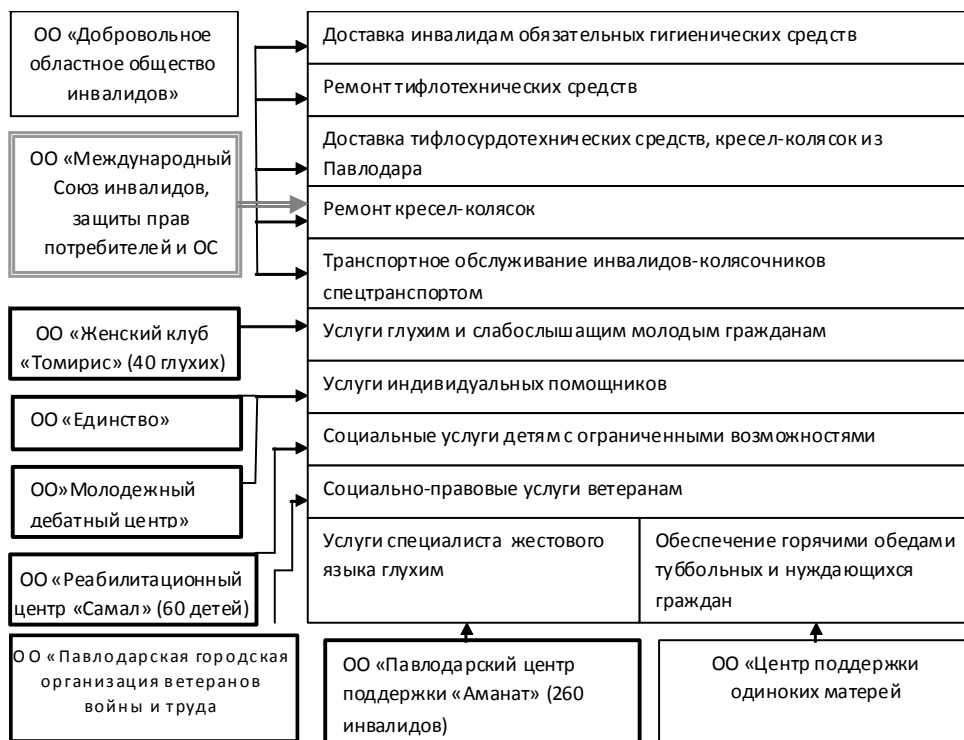 ОО «Добровольное
областное общество
инвалидов»
ОО «Международный
Союз инвалидов,
защиты прав
потребителей и ОС
ОО «Женский клуб
«Томирис» (40 глухих)
ОО «Единство»
ОО»Молодежный
дебатный центр»
ОО «Реабилитационный
центр «Самал» (60 детей)
ОО «Павлодарская городская
организация ветеранов
войны и труда
Доставка инвалидам обязательных гигиенических средств
Ремонт тифлотехнических средств
Доставка тифлосурдотехнических средств, кресел-колясок из
Павлодара
Ремонт кресел-колясок
Транспортное обслуживание инвалидов-колясочников
спецтранспортом
Услуги глухим и слабослышащим молодым гражданам
Услуги индивидуальных помощников
Социальные услуги детям с ограниченными возможностями
Социально-правовые услуги ветеранам
Услуги специалиста жестового
языка глухим
Обеспечение горячими обедами
туббольных и нуждающихся
граждан
ОО «Павлодарский центр
поддержки «Аманат» (260
инвалидов)
ОО «Центр поддержки
одиноких матерей